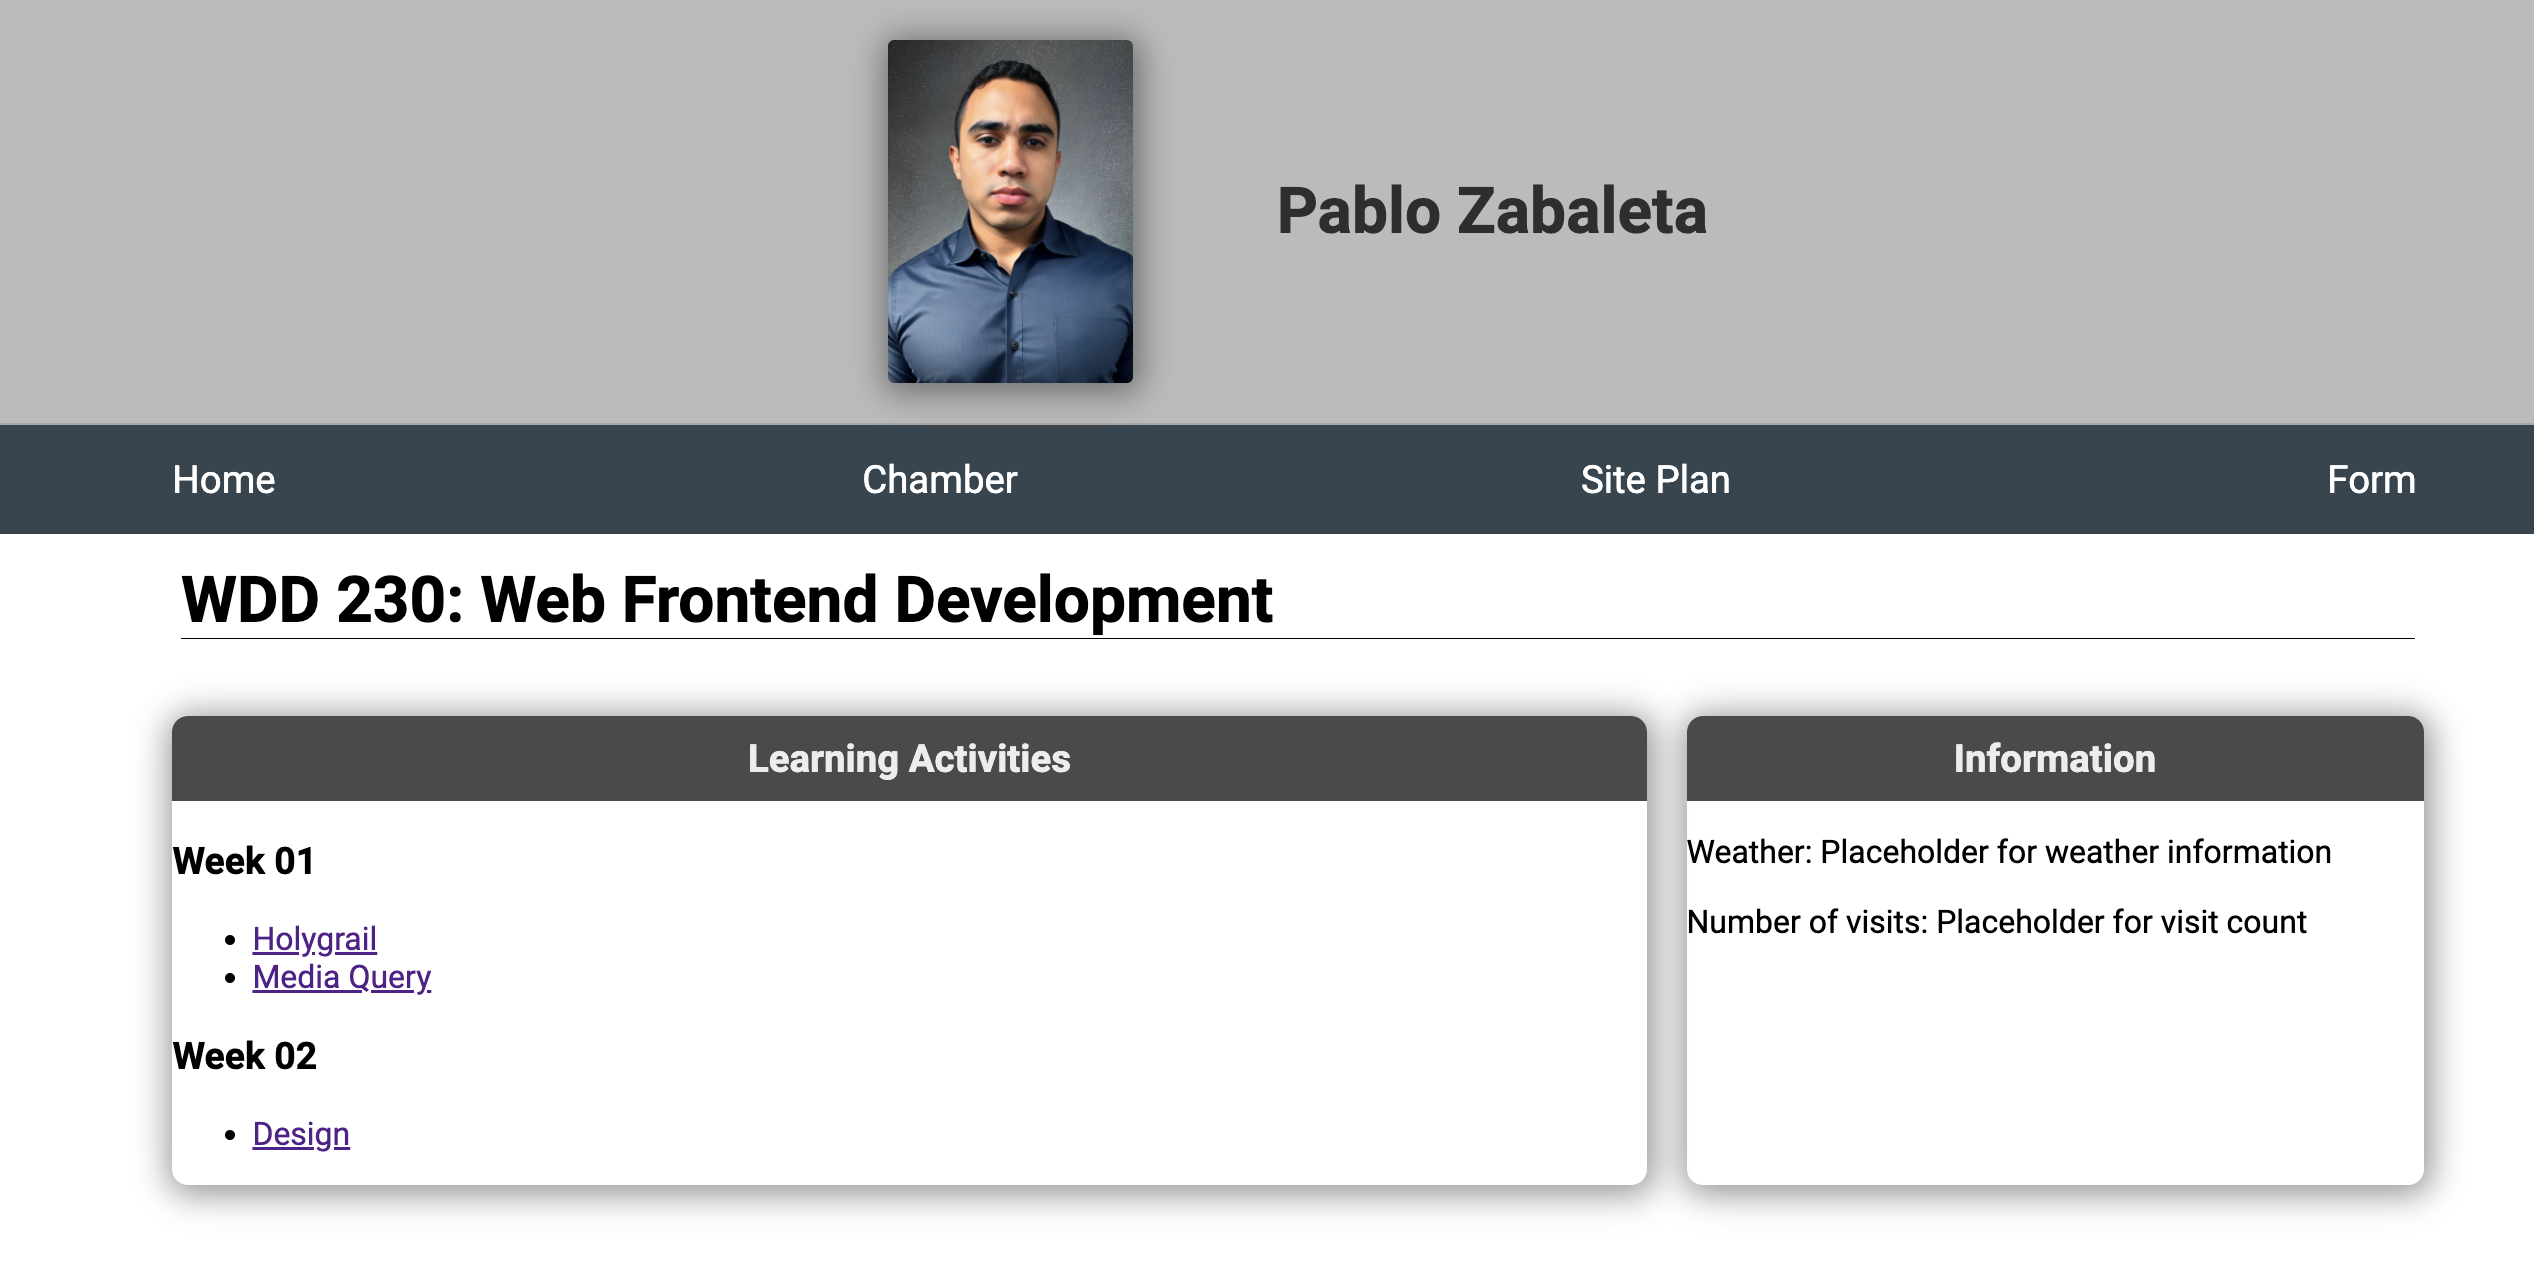 Pablo Zabaleta
Home Chamber Site Plan Form
WDD 230: Web Frontend Development
Learning Activities
Week 01
Holygrail
Media Query
Week 02
Design
Information
Weather: Placeholder for weather information
Number of visits: Placeholder for visit count